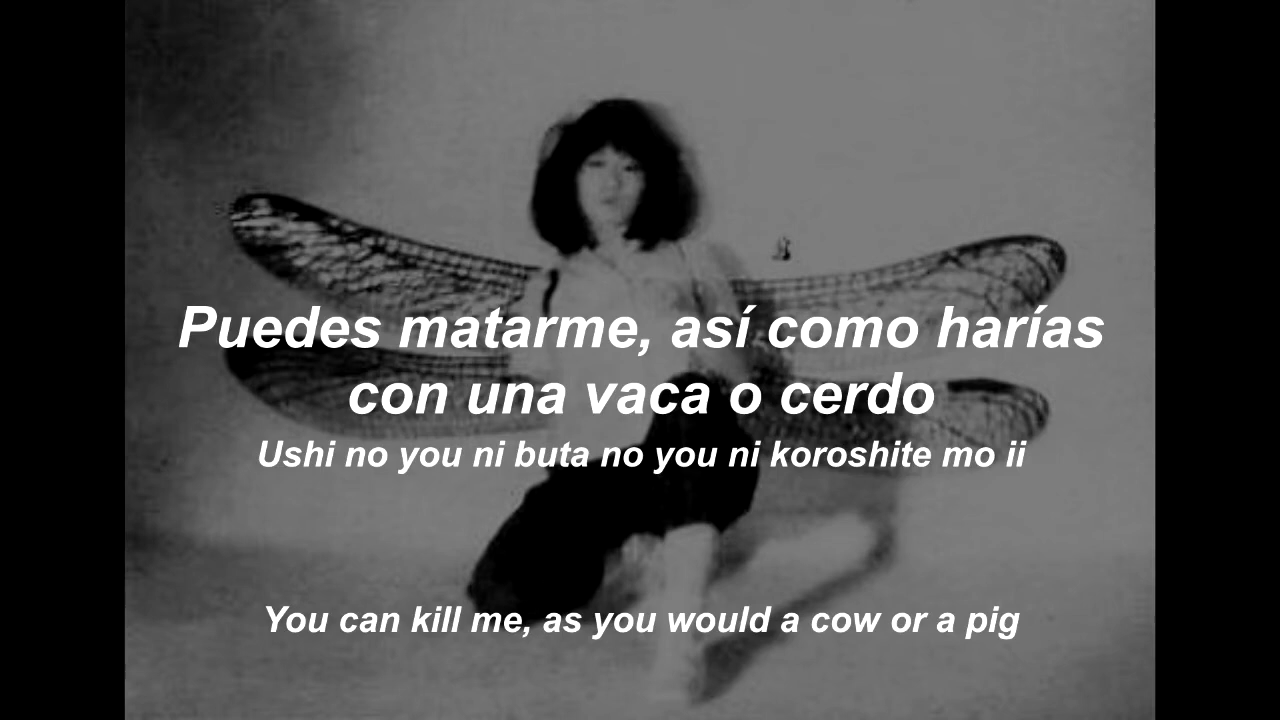 Puedes matarme, así como harías
con una vaca o cerdo
Ushi no you ni buta no you ni koroshite mo ii
You can kill me, as you would a cow or a pig